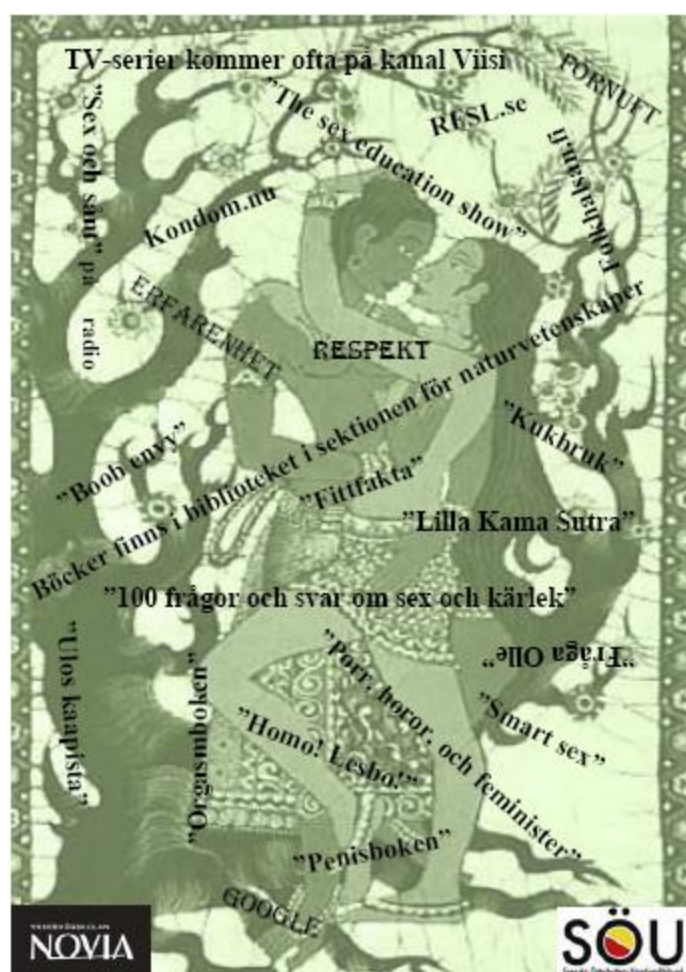 TV-serier kommer ofta på kanal Viisi
FÖRNUFT
"Sex och sånt" på radio
"The sex education show"
RFSL.se
Folkhalsan.fi
Kondom.nu
ERFARENHET
RESPEKT
"Boob envy"
Böcker finns i biblioteket i sektionen för naturvetenskaper
"Kukbruk"
"Fittfakta"
"Lilla Kama Sutra"
"100 frågor och svar om sex och kärlek"
"Fråga Olle"
"Ulos kaapista"
"Orgasmboken"
"Porr, horor, och feminister"
"Smart sex"
"Homo! Lesbo!"
"Penisboken"
GOOGLE
YRKESHÖGSKOLAN
NOVIA
SÖU